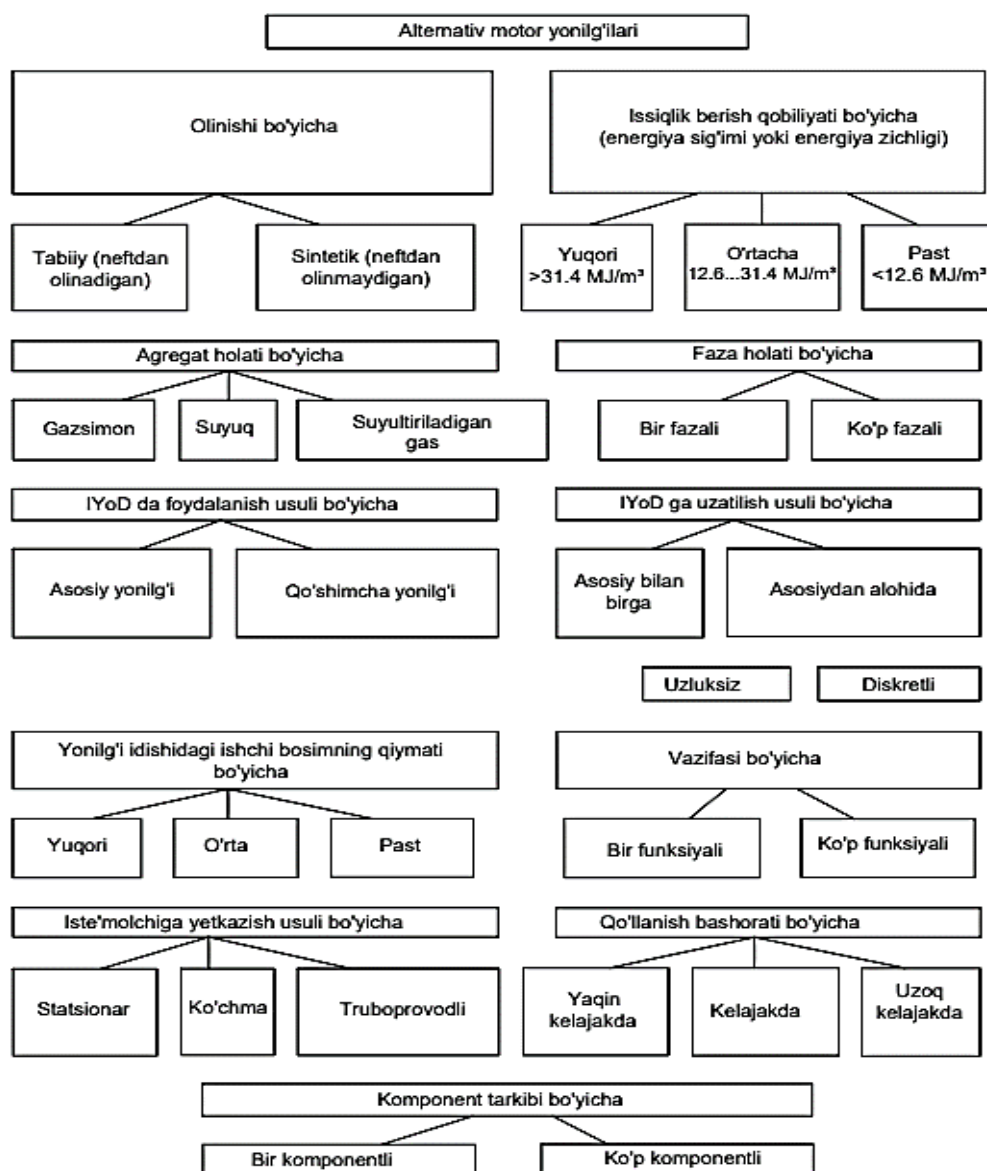 Alternativ motor yonilg'ilari
Olinishi bo'yicha
Issiqlik berish qobiliyati bo'yicha
(energiya sig'imi yoki energiya zichligi)
Tabiiy (neftdan
olinadigan)
Sintetik (neftdan
olinmaydigan)
Yuqori
>31.4 MJ/m³
O'rtacha
12.6...31.4 MJ/m³
Past
<12.6 MJ/m³
Agregat holati bo'yicha
Faza holati bo'yicha
Gazsimon
Suyuq
Suyultiriladigan
gas
Bir fazali
Ko'p fazali
IYoD da foydalanish usuli bo'yicha
IYoD ga uzatilish usuli bo'yicha
Asosiy yonilg'i
Qo'shimcha yonilg'i
Asosiy bilan
birga
Asosiydan alohida
Uzluksiz
Diskretli
Yonilg'i idishidagi ishchi bosimning qiymati
bo'yicha
Vazifasi bo'yicha
Yuqori
O'rta
Past
Bir funksiyali
Ko'p funksiyali
Iste'molchiga yetkazish usuli bo'yicha
Qo'llanish bashorati bo'yicha
Statsionar
Ko'chma
Truboprovodli
Yaqin
kelajakda
Kelajakda
Uzoq
kelajakda
Komponent tarkibi bo'yicha
Bir komponentli
Ko'p komponentli